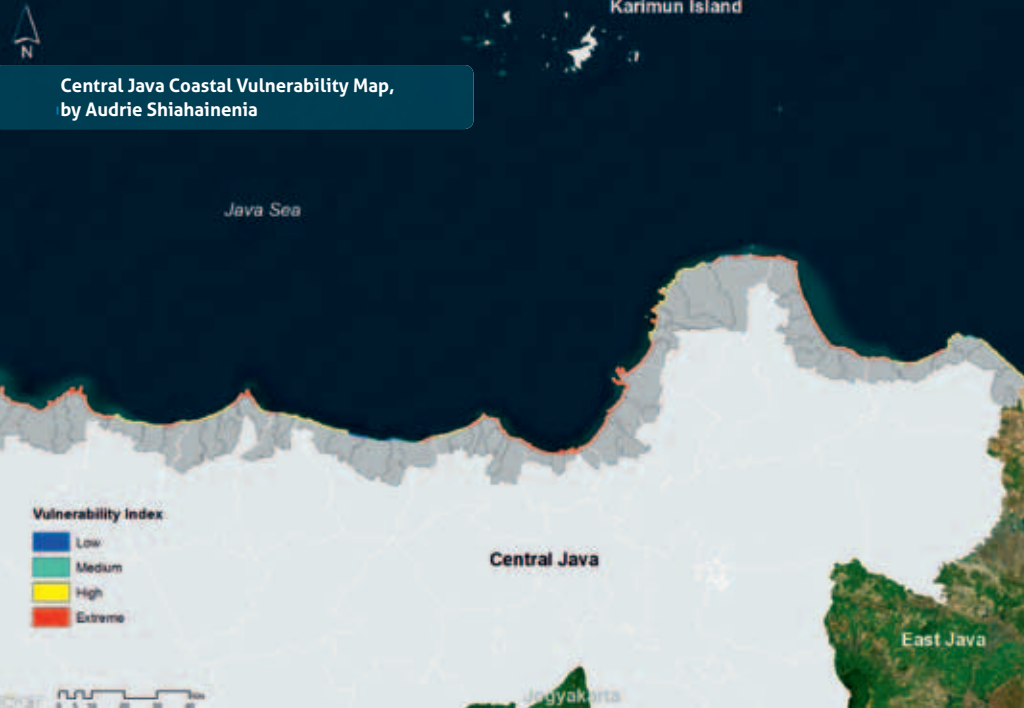 Karimun Island
N
Central Java Coastal Vulnerability Map,
by Audrie Shiahainenia
Java Sea
Vulnerability Index
Low
Medium
High
Extreme
Central Java
East Java
Jogyakarta